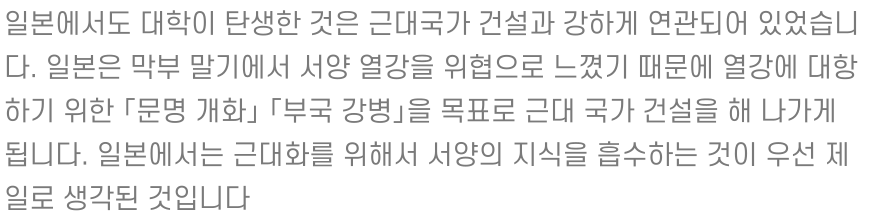 일본에서도 대학이 탄생한 것은 근대국가 건설과 강하게 연관되어 있었습니
다. 일본은 막부 말기에서 서양 열강을 위협으로 느꼈기 때문에 열강에 대항
하기 위한 「문명 개화」 「부국 강병」을 목표로 근대 국가 건설을 해 나가게
됩니다. 일본에서는 근대화를 위해서 서양의 지식을 흡수하는 것이 우선 제
일로 생각된 것입니다